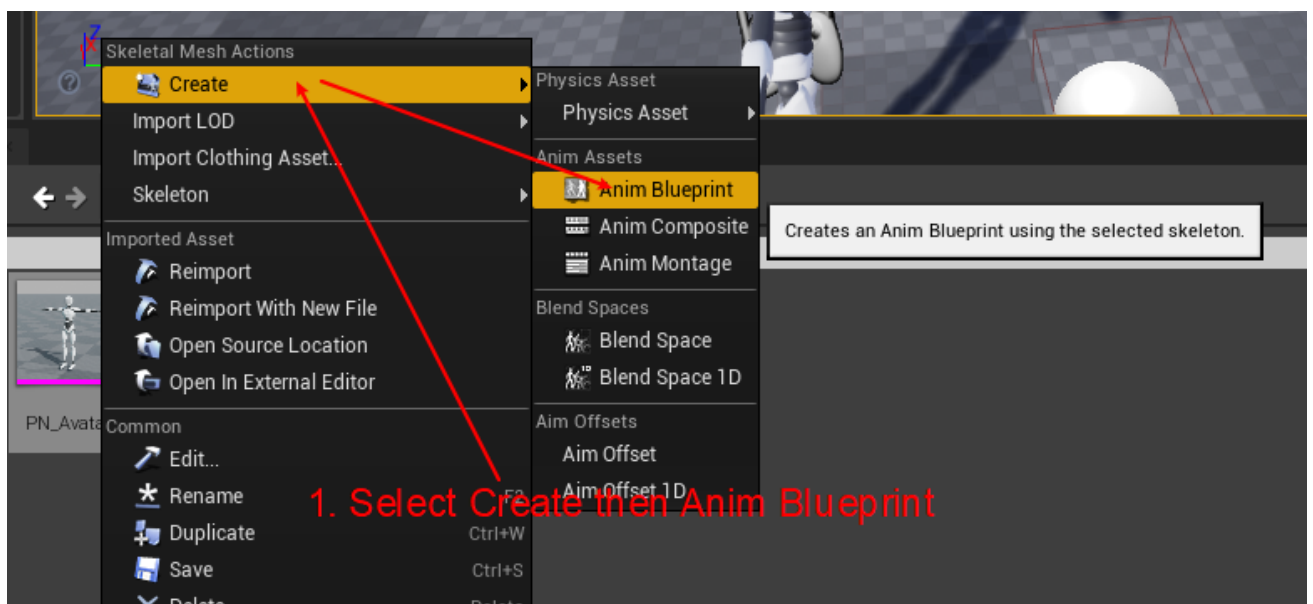 Z
X
Skeletal Mesh Actions
Create
Import LOD
Import Clothing Asset...
Skeleton
Imported Asset
Reimport
Reimport With New File
Open Source Location
Open In External Editor
Common
Edit...
Rename F2
Duplicate Ctrl+W
Save Ctrl+S
Delete Delete
Physics Asset
Physics Asset
Anim Assets
Anim Blueprint
Anim Composite
Anim Montage
Blend Spaces
Blend Space
Blend Space 1D
Aim Offsets
Aim Offset
Aim Offset 1D
Creates an Anim Blueprint using the selected skeleton.
PN_Avata
1. Select Create then Anim Blueprint